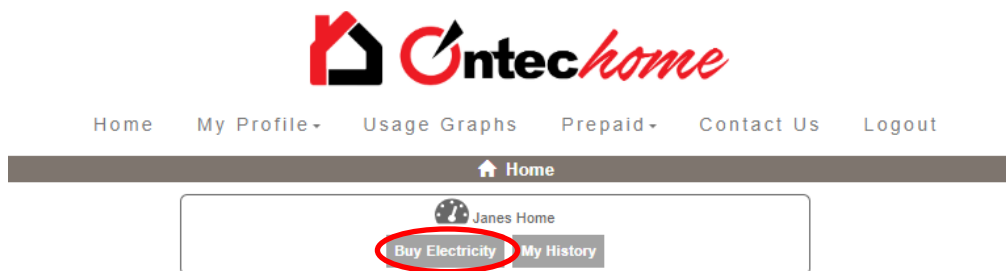 Ontechome
Home My Profile Usage Graphs Prepaid Contact Us Logout
Home
Janes Home
Buy Electricity My History